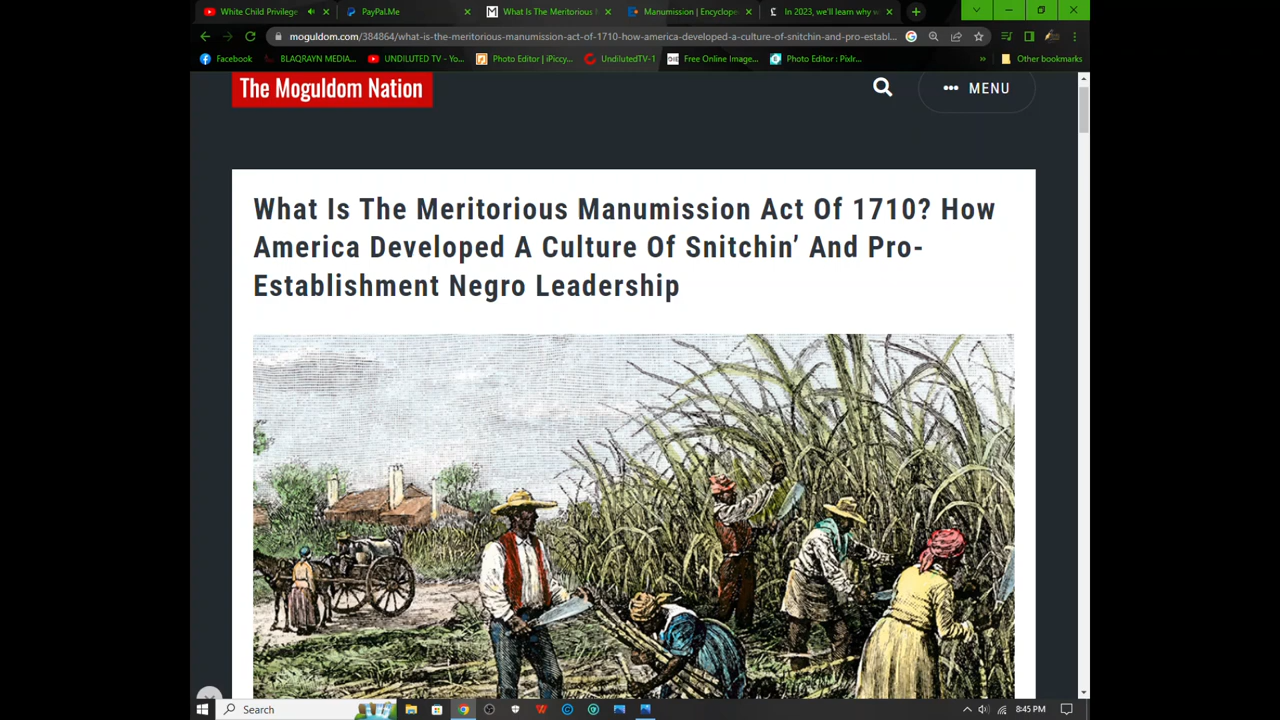 White Child Privilege
PayPal.Me
What Is The Meritorious M
Manumission | Encyclope
In 2023, we'll learn why w
moguldom.com/384864/what-is-the-meritorious-manumission-act-of-1710-how-america-developed-a-culture-of-snitchin-and-pro-establ...
Facebook
BLAQRAYN MEDIA...
UNDILUTED TV - Yo...
Photo Editor | iPiccy...
UndilutedTV-1
Free Online Image...
Photo Editor : Pixlr...
»
Other bookmarks
The Moguldom Nation
MENU
What Is The Meritorious Manumission Act Of 1710? How
America Developed A Culture Of Snitchin’ And Pro-
Establishment Negro Leadership
Search
8:45 PM